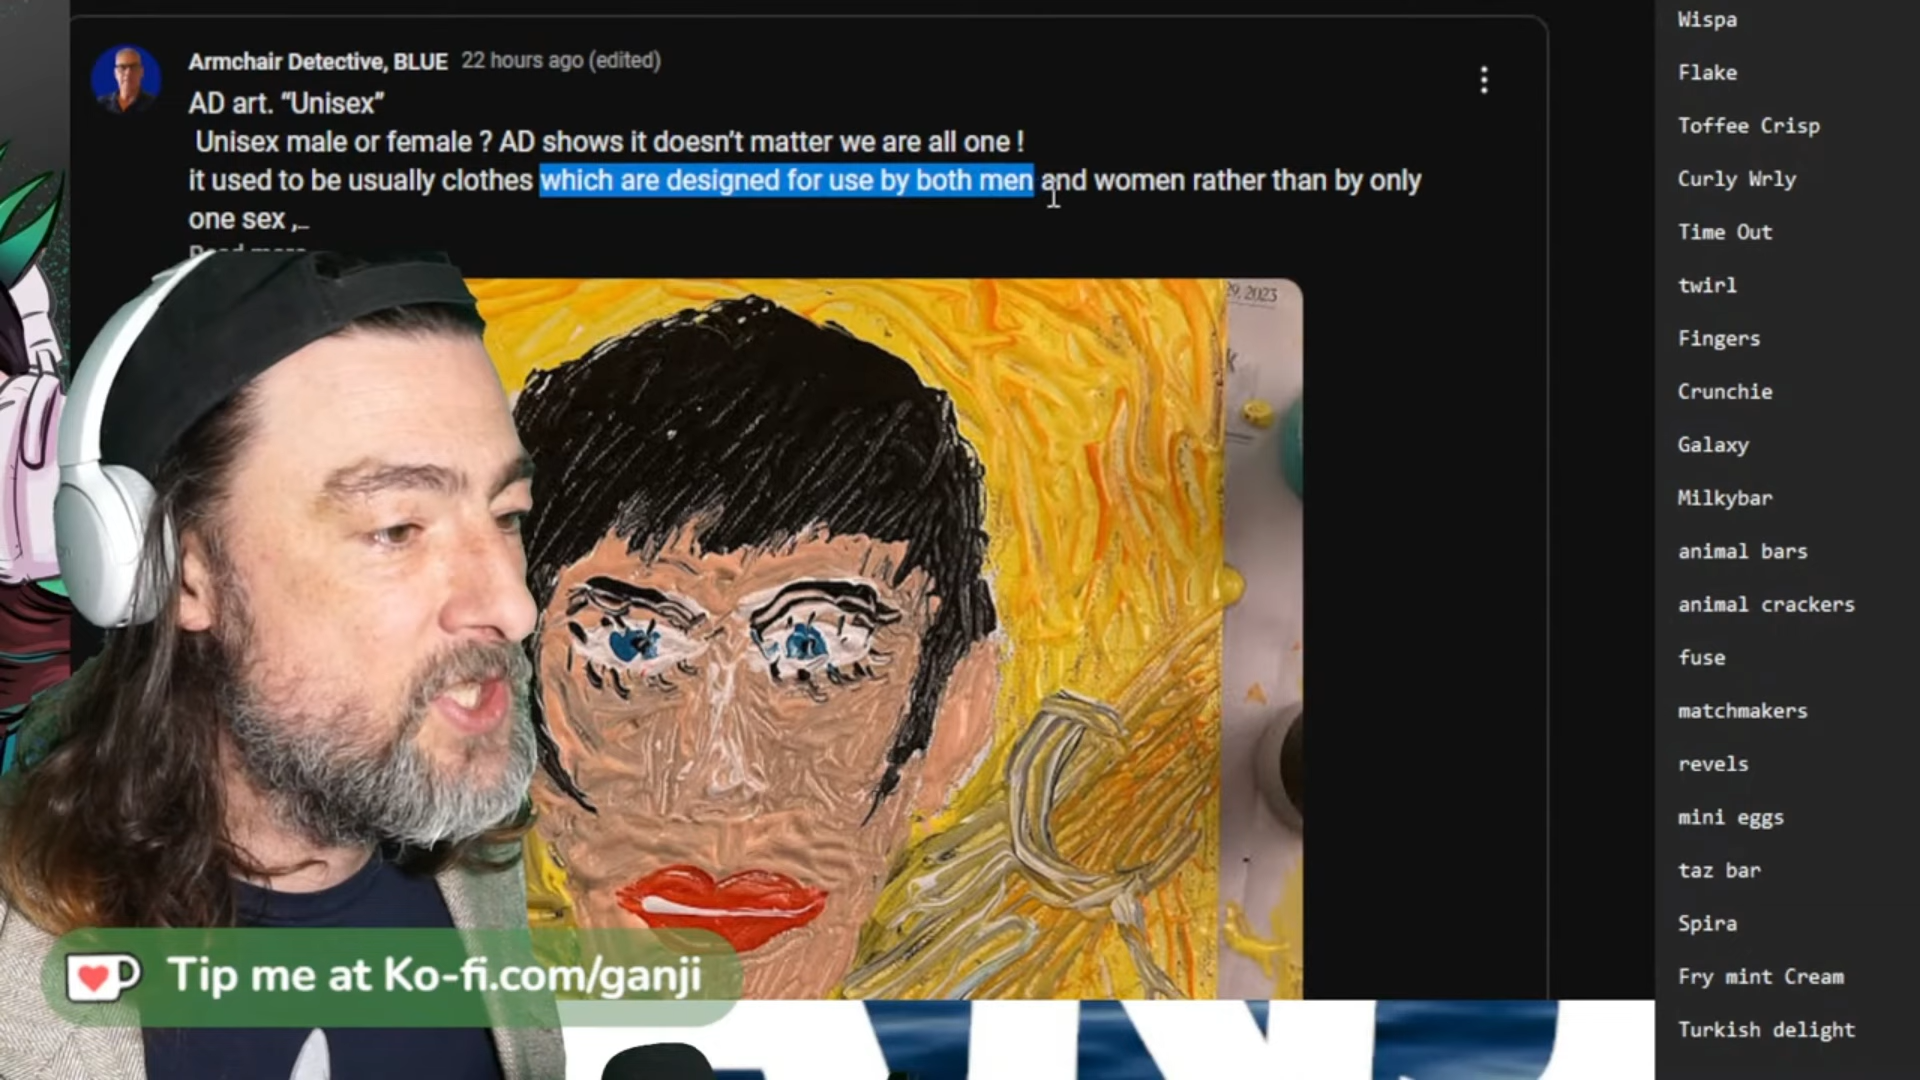 Armchair Detective, BLUE 22 hours ago (edited)
AD art. “Unisex”
Unisex male or female ? AD shows it doesn’t matter we are all one !
it used to be usually clothes which are designed for use by both men and women rather than by only
one sex ,…
Read more
29, 2023
Tip me at Ko-fi.com/ganji
Wispa
Flake
Toffee Crisp
Curly Wrly
Time Out
twirl
Fingers
Crunchie
Galaxy
Milkybar
animal bars
animal crackers
fuse
matchmakers
revels
mini eggs
taz bar
Spira
Fry mint Cream
Turkish delight